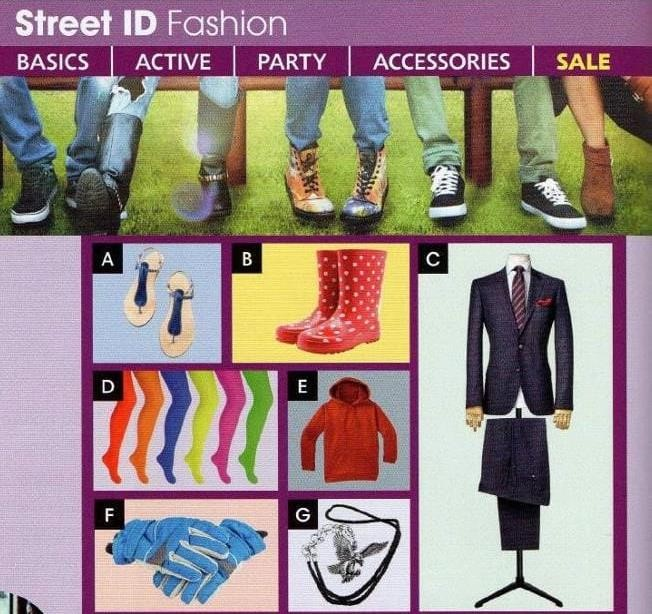 Street ID Fashion
BASICS | ACTIVE | PARTY | ACCESSORIES | SALE
A
B
C
D
E
F
G